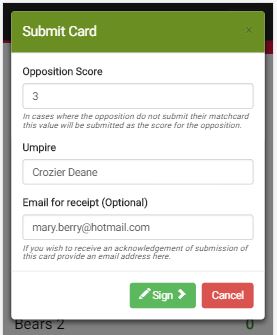 Submit Card ×
Opposition Score
3
In cases where the opposition do not submit their matchcard
this value will be submitted as the score for the opposition.
Umpire
Crozier Deane
Email for receipt (Optional)
mary.berry@hotmail.com
If you wish to receive an acknowledgement of submission of
this card provide an email address here.
Sign Cancel
Bears 2 0